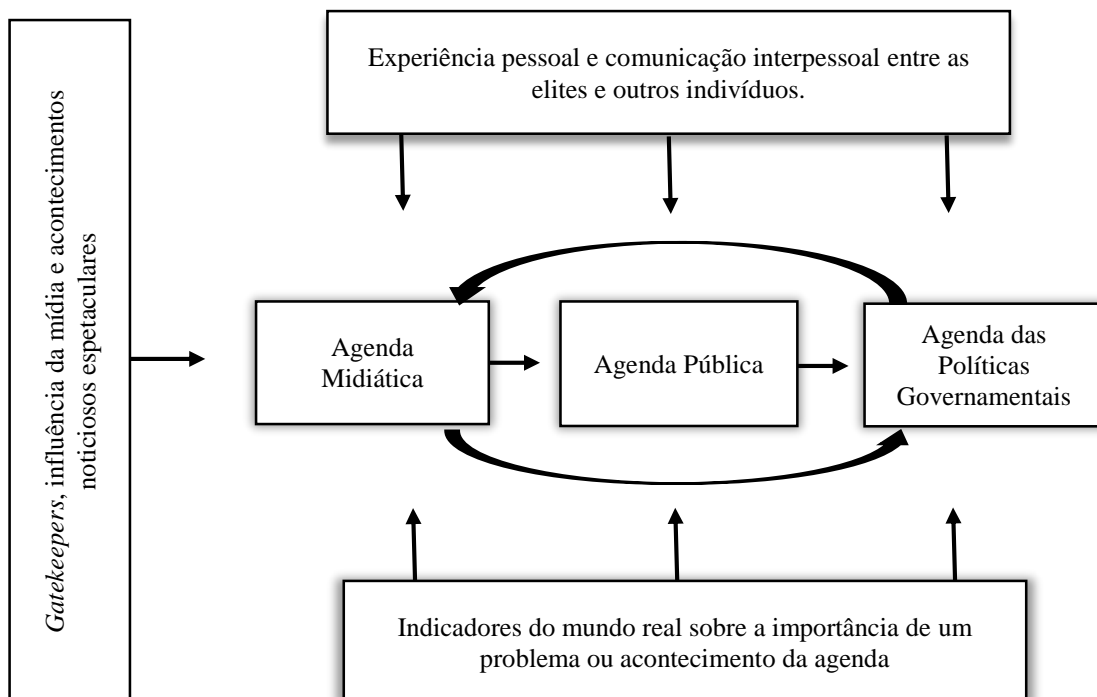 Gatekeepers, influência da mídia e acontecimentos
noticiosos espetaculares
Experiência pessoal e comunicação interpessoal entre as
elites e outros indivíduos.
Agenda
Midiática
Agenda Pública
Agenda das
Políticas
Governamentais
Indicadores do mundo real sobre a importância de um
problema ou acontecimento da agenda